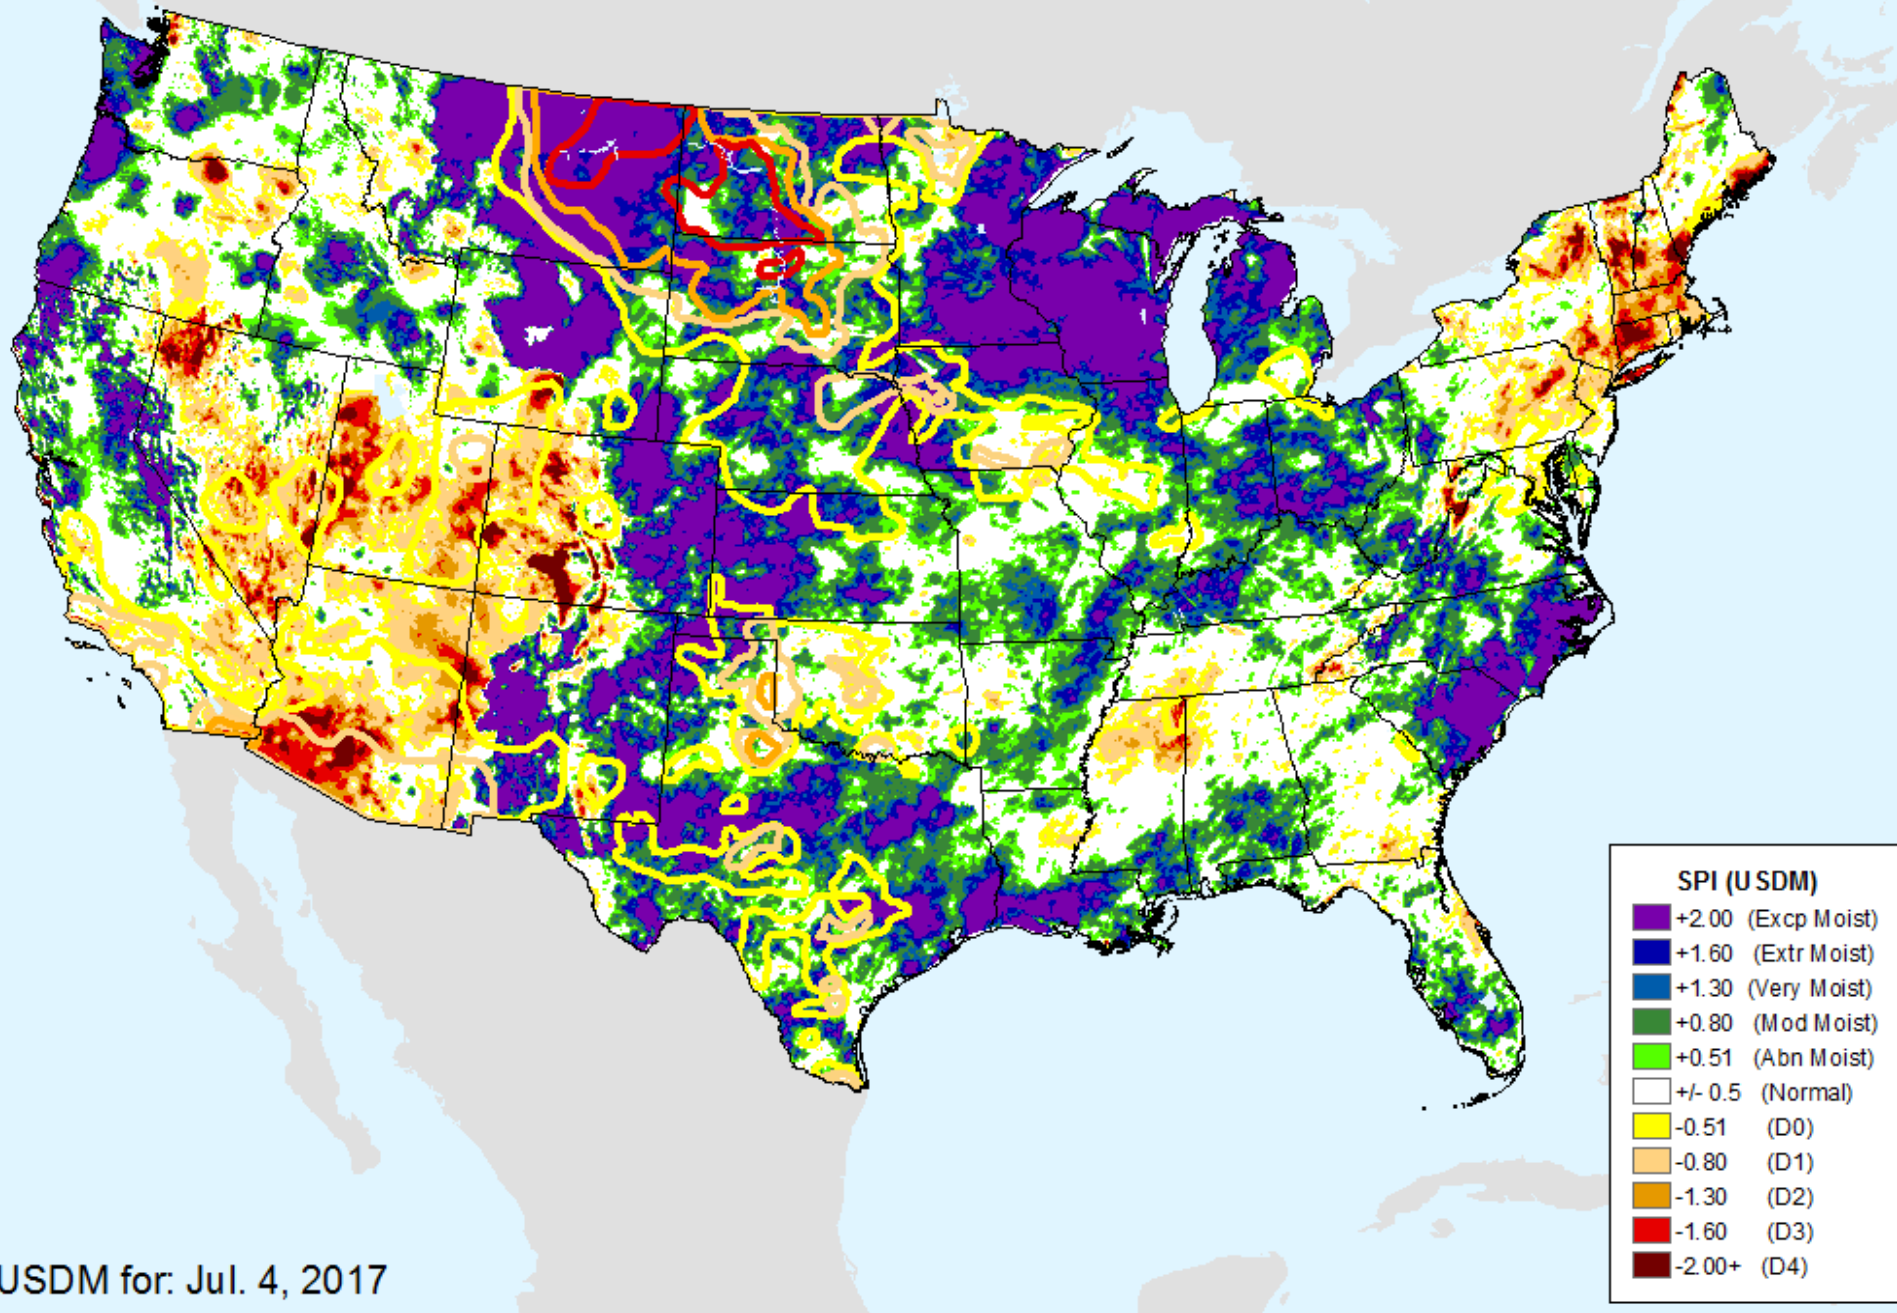 SPI (USDM)
+2.00 (Excp Moist)
+1.60 (Extr Moist)
+1.30 (Very Moist)
+0.80 (Mod Moist)
+0.51 (Abn Moist)
+/- 0.5 (Normal)
-0.51 (D0)
-0.80 (D1)
-1.30 (D2)
-1.60 (D3)
-2.00+ (D4)
USDM for: Jul. 4, 2017